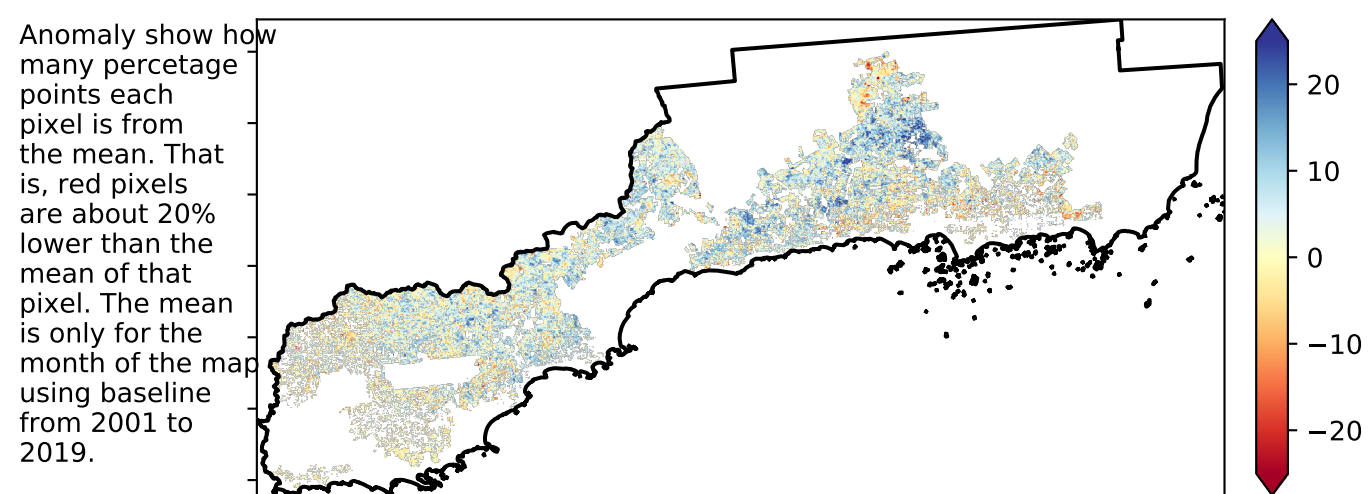 Anomaly show how
many percetage
points each
pixel is from
the mean. That
is, red pixels
are about 20%
lower than the
mean of that
pixel. The mean
is only for the
month of the map
using baseline
from 2001 to
2019.
20
10
0
−10
−20